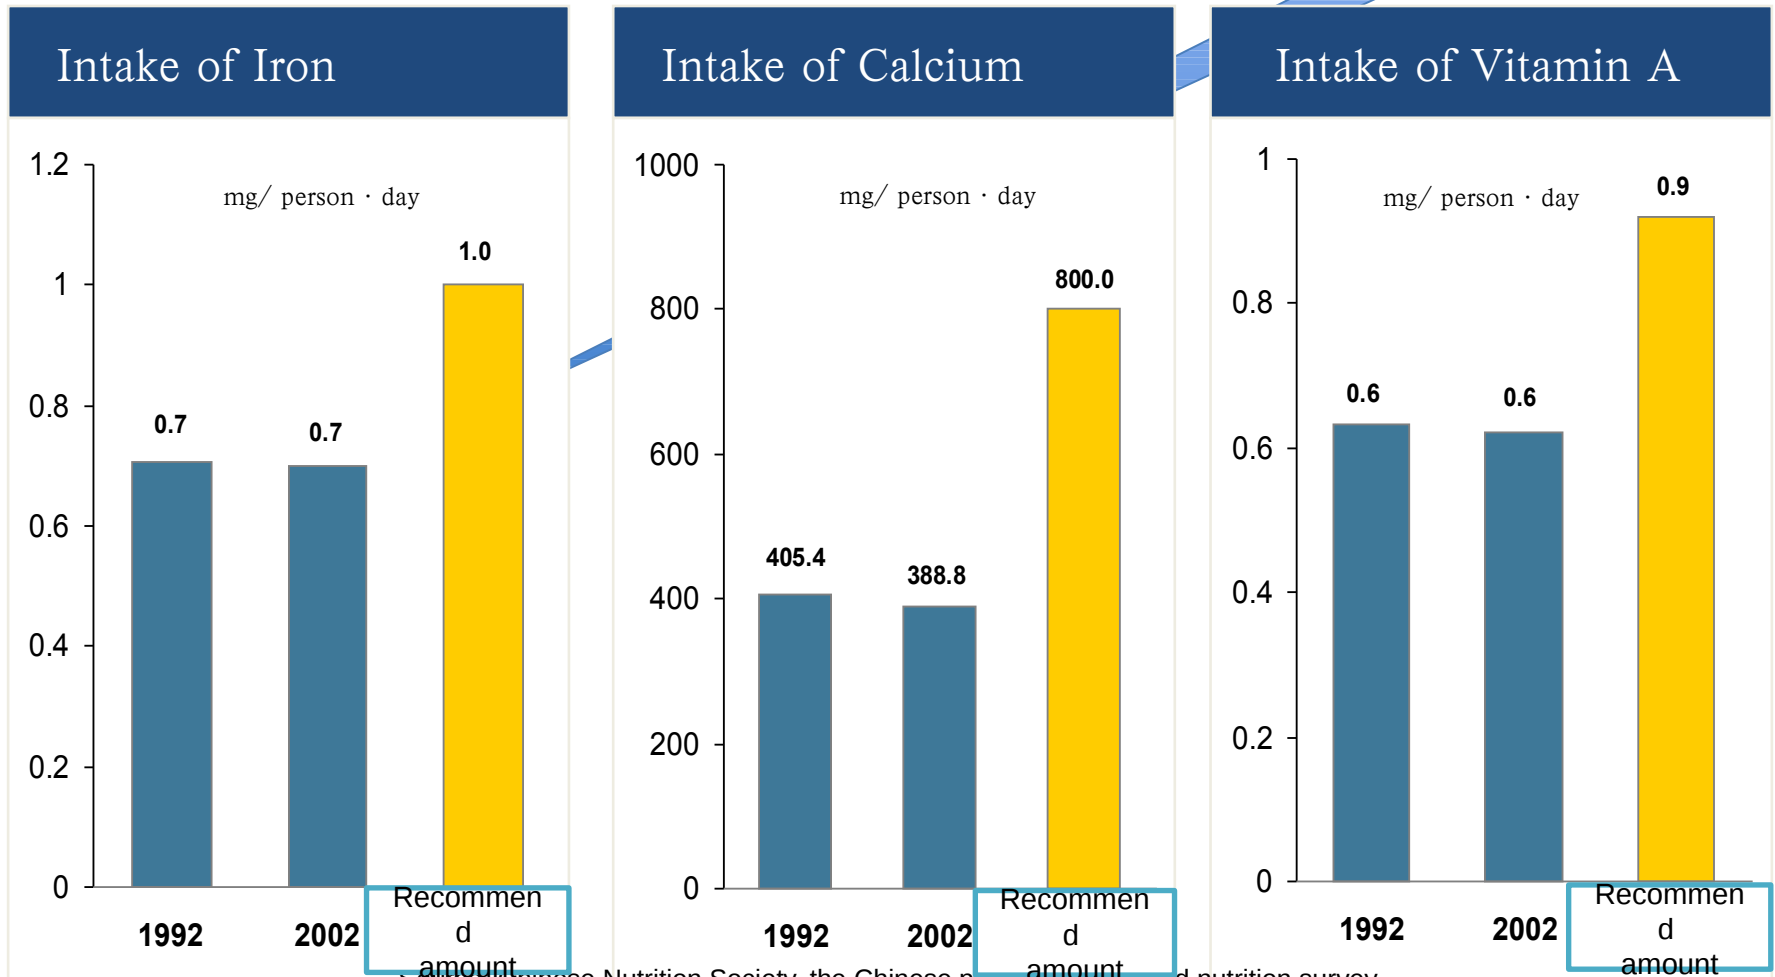 Intake of Iron
mg/ person · day
1.2
1
0.8
0.6
0.4
0.2
0
0.7
0.7
1.0
1992
2002
Recommen
d
amount
Intake of Calcium
mg/ person · day
1000
800
600
400
200
0
405.4
388.8
800.0
1992
2002
Recommen
d
amount
Intake of Vitamin A
mg/ person · day
1
0.8
0.6
0.4
0.2
0
0.6
0.6
0.9
1992
2002
Recommen
d
amount
Nutrition Society, the Chinese nutrition survey